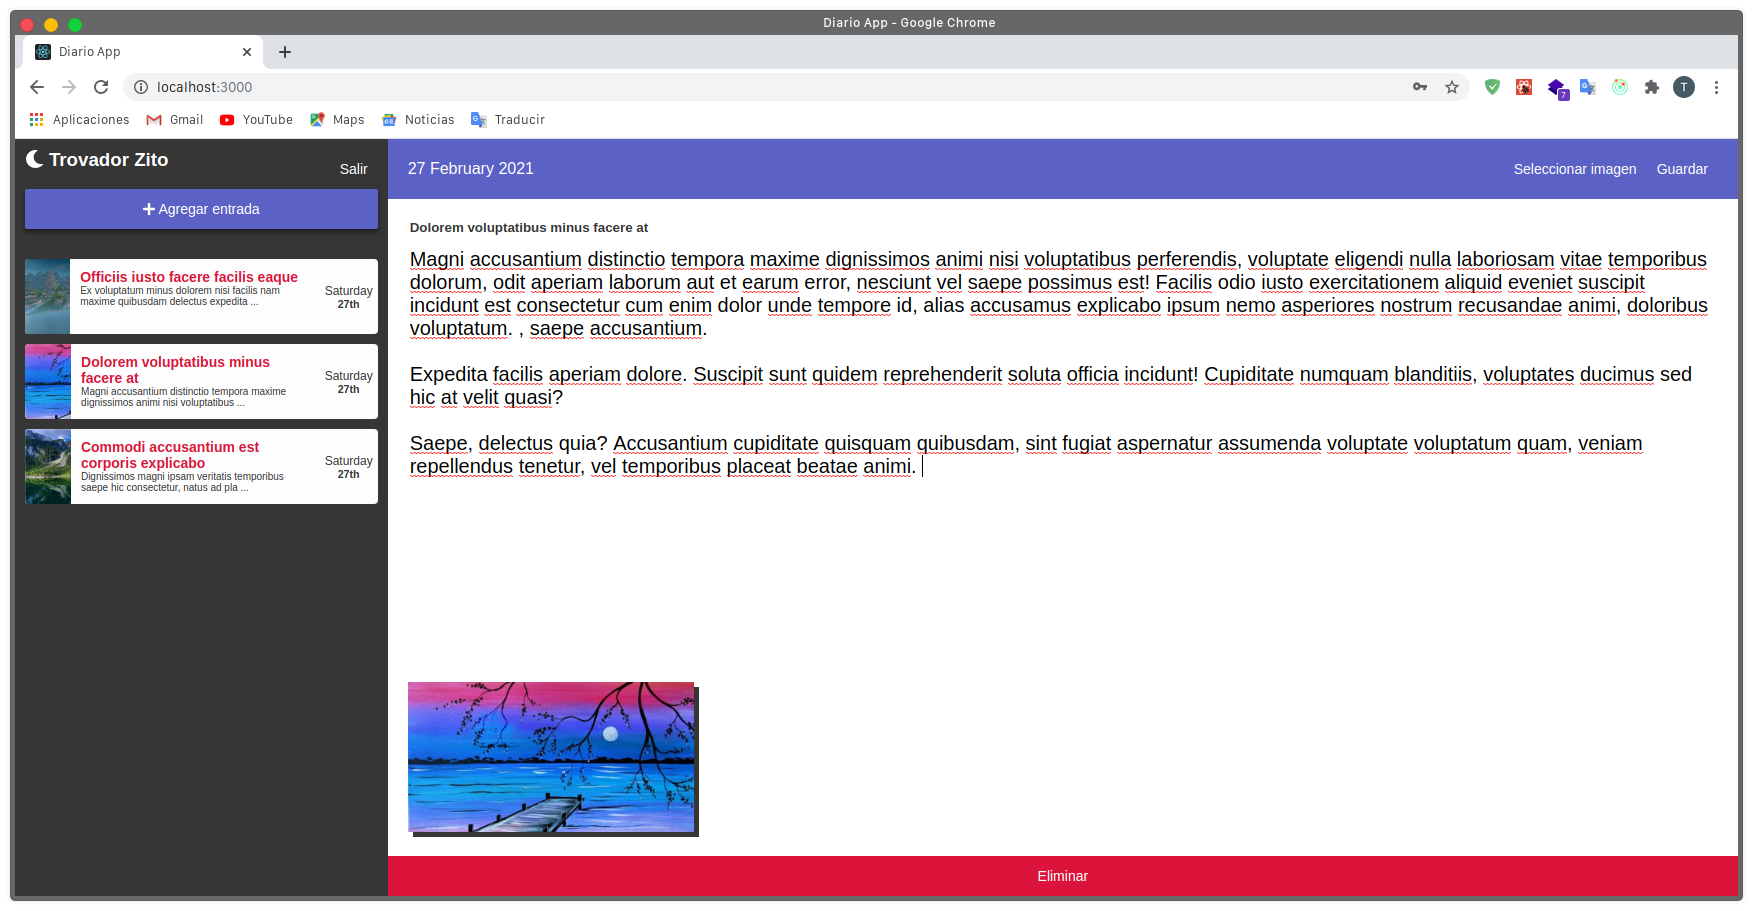 Diario App - Google Chrome
Diario App
localhost:3000
7
T
Aplicaciones
Gmail
YouTube
Maps
Noticias
Traducir
Trovador Zito
Salir
Agregar entrada
Officiis iusto facere facilis eaque
Ex voluptatum minus dolorem nisi facilis nam
maxime quibusdam delectus expedita ...
Saturday
27th
Dolorem voluptatibus minus
facere at
Magni accusantium distinctio tempora maxime
dignissimos animi nisi voluptatibus ...
Saturday
27th
Commodi accusantium est
corporis explicabo
Dignissimos magni ipsam veritatis temporibus
saepe hic consectetur, natus ad pla ...
Saturday
27th
27 February 2021
Seleccionar imagen
Guardar
Dolorem voluptatibus minus facere at
Magni accusantium distinctio tempora maxime dignissimos animi nisi voluptatibus perferendis, voluptate eligendi nulla laboriosam vitae temporibus
dolorum, odit aperiam laborum aut et earum error, nesciunt vel saepe possimus est! Facilis odio iusto exercitationem aliquid eveniet suscipit
incidunt est consectetur cum enim dolor unde tempore id, alias accusamus explicabo ipsum nemo asperiores nostrum recusandae animi, doloribus
voluptatum. , saepe accusantium.
Expedita facilis aperiam dolore. Suscipit sunt quidem reprehenderit soluta officia incidunt! Cupiditate numquam blanditiis, voluptates ducimus sed
hic at velit quasi?
Saepe, delectus quia? Accusantium cupiditate quisquam quibusdam, sint fugiat aspernatur assumenda voluptate voluptatum quam, veniam
repellendus tenetur, vel temporibus placeat beatae animi.
Eliminar